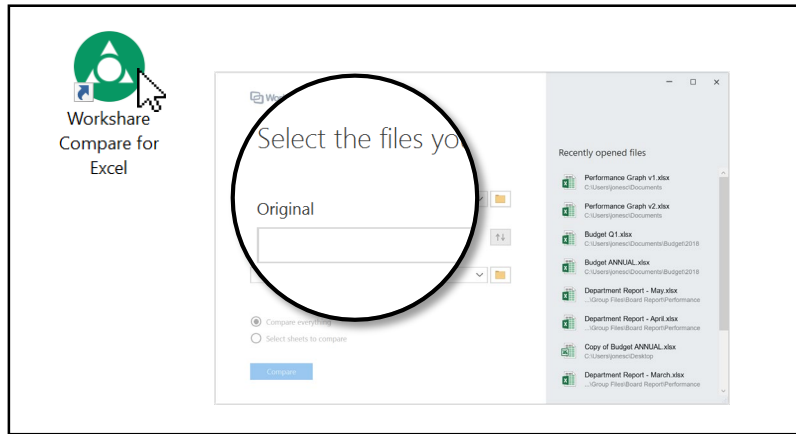 Workshare
Compare for
Excel
Select the files yo
Original
Compare everything
Select sheets to compare
Compare
Recently opened files
Performance Graph v1.xlsx
C:\Users\jonesc\Documents
Performance Graph v2.xlsx
C:\Users\jonesc\Documents
Budget Q1.xlsx
C:\Users\jonesc\Documents\Budget\2018
Budget ANNUAL.xlsx
C:\Users\jonesc\Documents\Budget\2018
Department Report - May.xlsx
...\Group Files\Board Report\Performance
Department Report - April.xlsx
...\Group Files\Board Report\Performance
Copy of Budget ANNUAL.xlsx
C:\Users\jonesc\Desktop
Department Report - March.xlsx
...\Group Files\Board Report\Performance